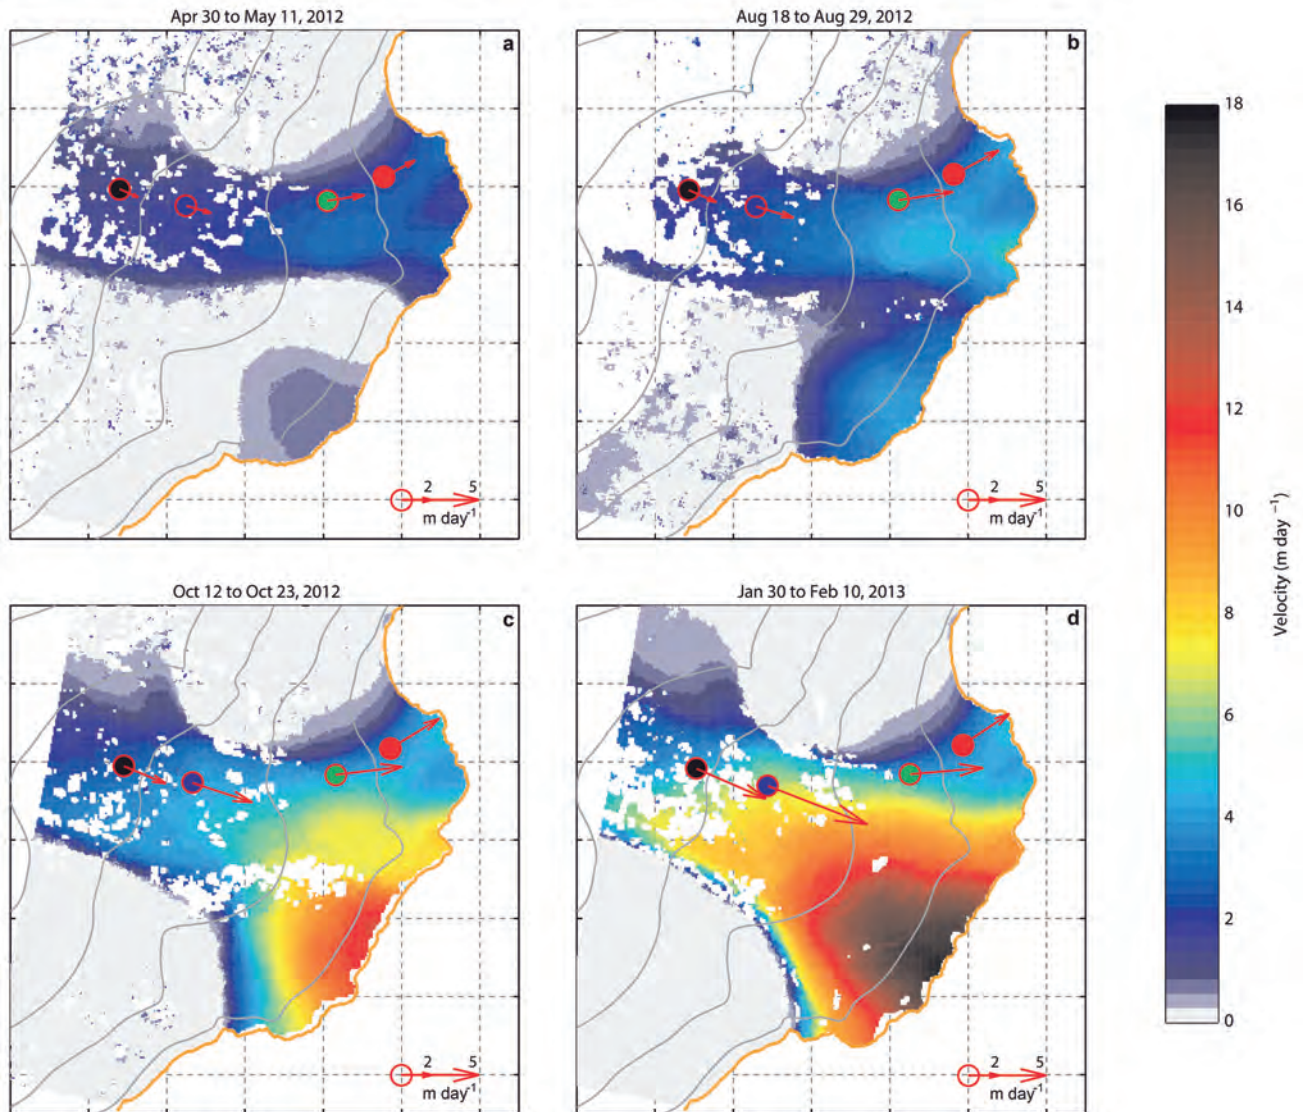 Apr 30 to May 11, 2012
a
2 5
m day⁻¹
Aug 18 to Aug 29, 2012
b
2 5
m day⁻¹
Oct 12 to Oct 23, 2012
c
2 5
m day⁻¹
Jan 30 to Feb 10, 2013
d
2 5
m day⁻¹
18
16
14
12
10
8
6
4
2
0
Velocity (m day ⁻¹)